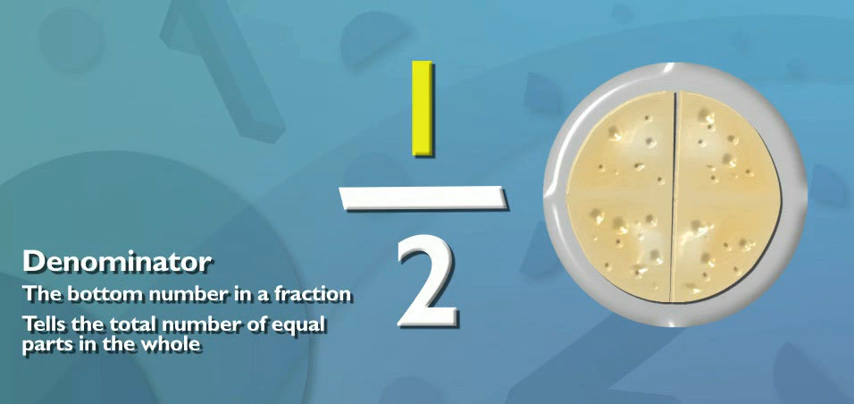 1
2
Denominator
The bottom number in a fraction
Tells the total number of equal
parts in the whole